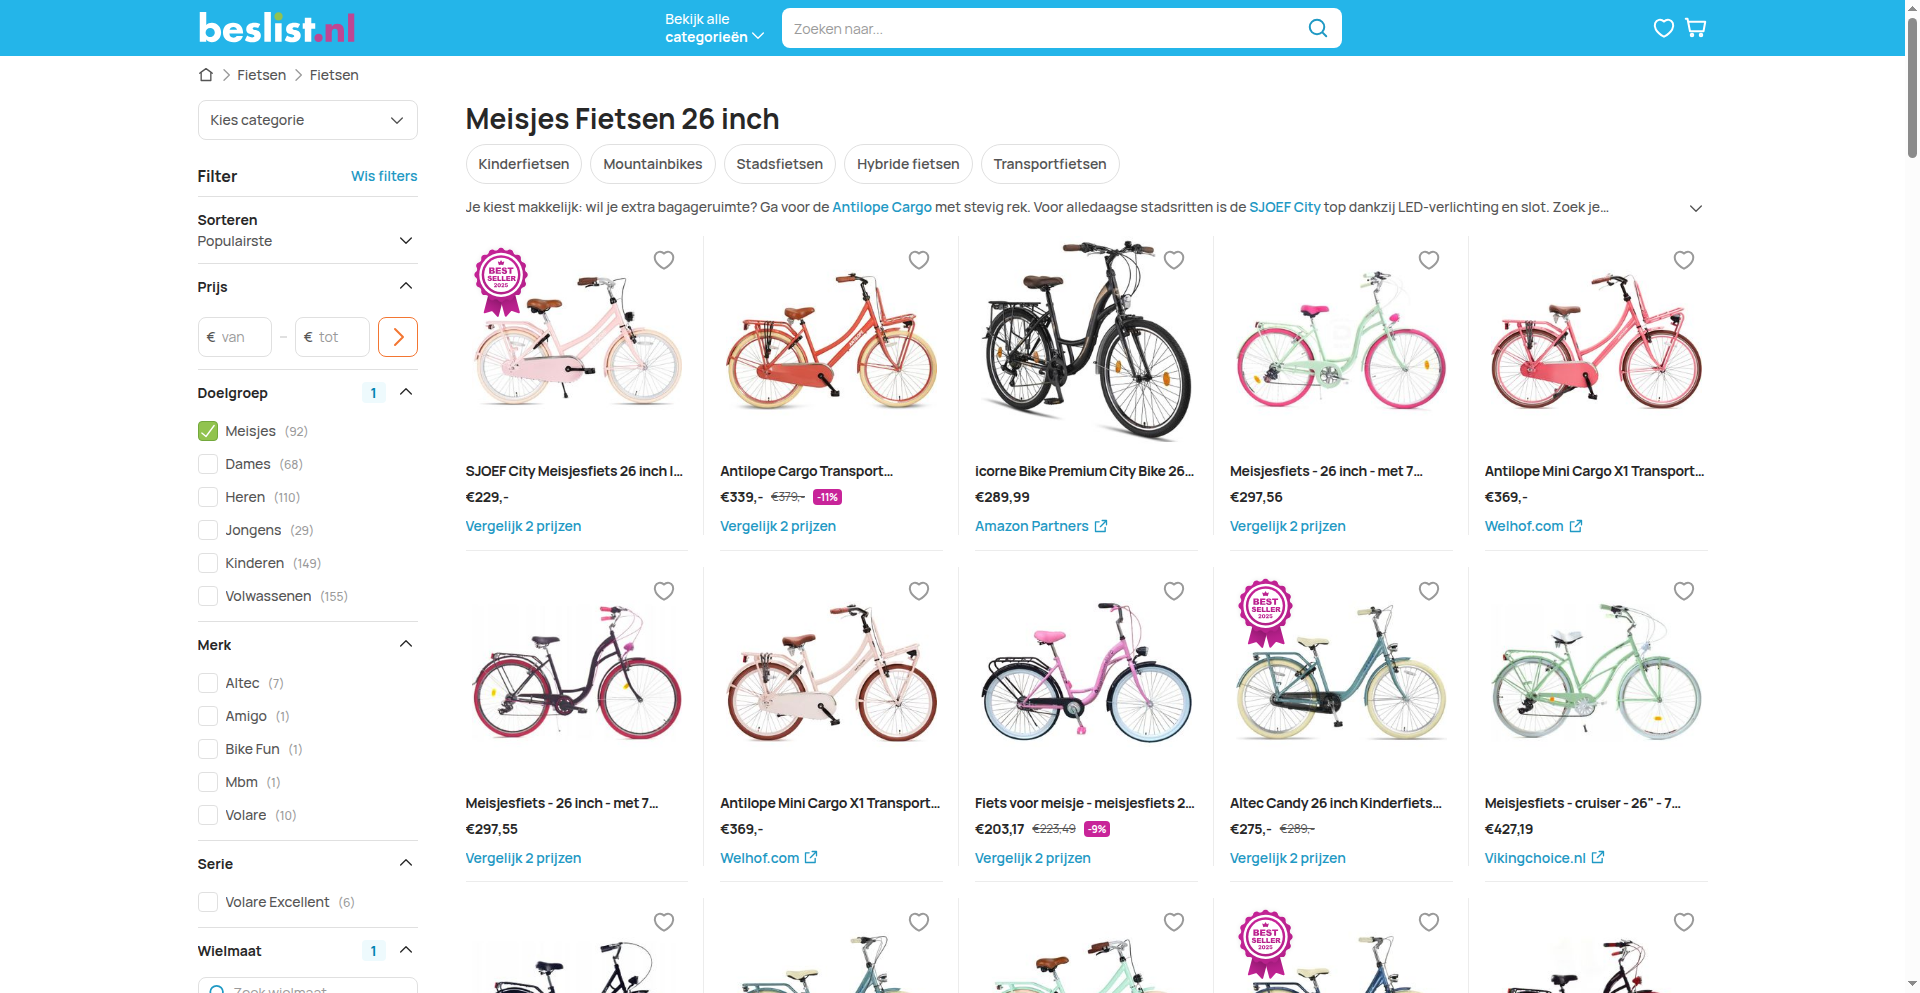 beslist.nl
Bekijk alle
categorieën
Zoeken naar...
Fietsen
Fietsen
Kies categorie
Filter
Wis filters
Sorteren
Populairste
Prijs
€ van
–
€ tot
Doelgroep
1
Meisjes (92)
Dames (68)
Heren (110)
Jongens (29)
Kinderen (149)
Volwassenen (155)
Merk
Altec (7)
Amigo (1)
Bike Fun (1)
Mbm (1)
Volare (10)
Serie
Volare Excellent (6)
Wielmaat
1
Zoek wielmaat
Meisjes Fietsen 26 inch
Kinderfietsen
Mountainbikes
Stadsfietsen
Hybride fietsen
Transportfietsen
Je kiest makkelijk: wil je extra bagageruimte? Ga voor de Antilope Cargo met stevig rek. Voor alledaagse stadsritten is de SJOEF City top dankzij LED-verlichting en slot. Zoek je...
BEST
SELLER
2025
SJOEF City Meisjesfiets 26 inch |...
€229,-
Vergelijk 2 prijzen
Antilope Cargo Transport...
€339,- €379,- -11%
Vergelijk 2 prijzen
icorne Bike Premium City Bike 26...
€289,99
Amazon Partners
Meisjesfiets - 26 inch - met 7...
€297,56
Vergelijk 2 prijzen
Antilope Mini Cargo X1 Transport...
€369,-
Welhof.com
Meisjesfiets - 26 inch - met 7...
€297,55
Vergelijk 2 prijzen
Antilope Mini Cargo X1 Transport...
€369,-
Welhof.com
Fiets voor meisje - meisjesfiets 2...
€203,17 €223,49 -9%
Vergelijk 2 prijzen
BEST
SELLER
2025
Altec Candy 26 inch Kinderfiets...
€275,- €289,-
Vergelijk 2 prijzen
Meisjesfiets - cruiser - 26" - 7...
€427,19
Vikingchoice.nl
BEST
SELLER
2025